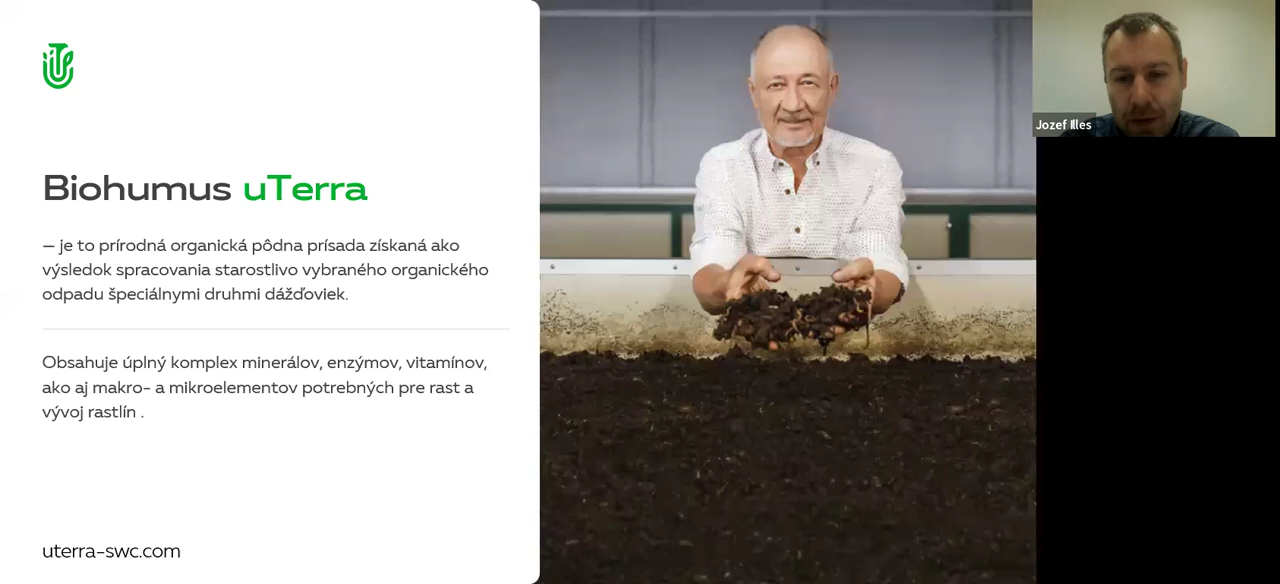 Biohumus uTerra
– je to prírodná organická pôdna prísada získaná ako
výsledok spracovania starostlivo vybraného organického
odpadu špeciálnymi druhmi dážďoviek.
Obsahuje úplný komplex minerálov, enzýmov, vitamínov,
ako aj makro- a mikroelementov potrebných pre rast a
vývoj rastlín .
uterra-swc.com
Jozef Illes